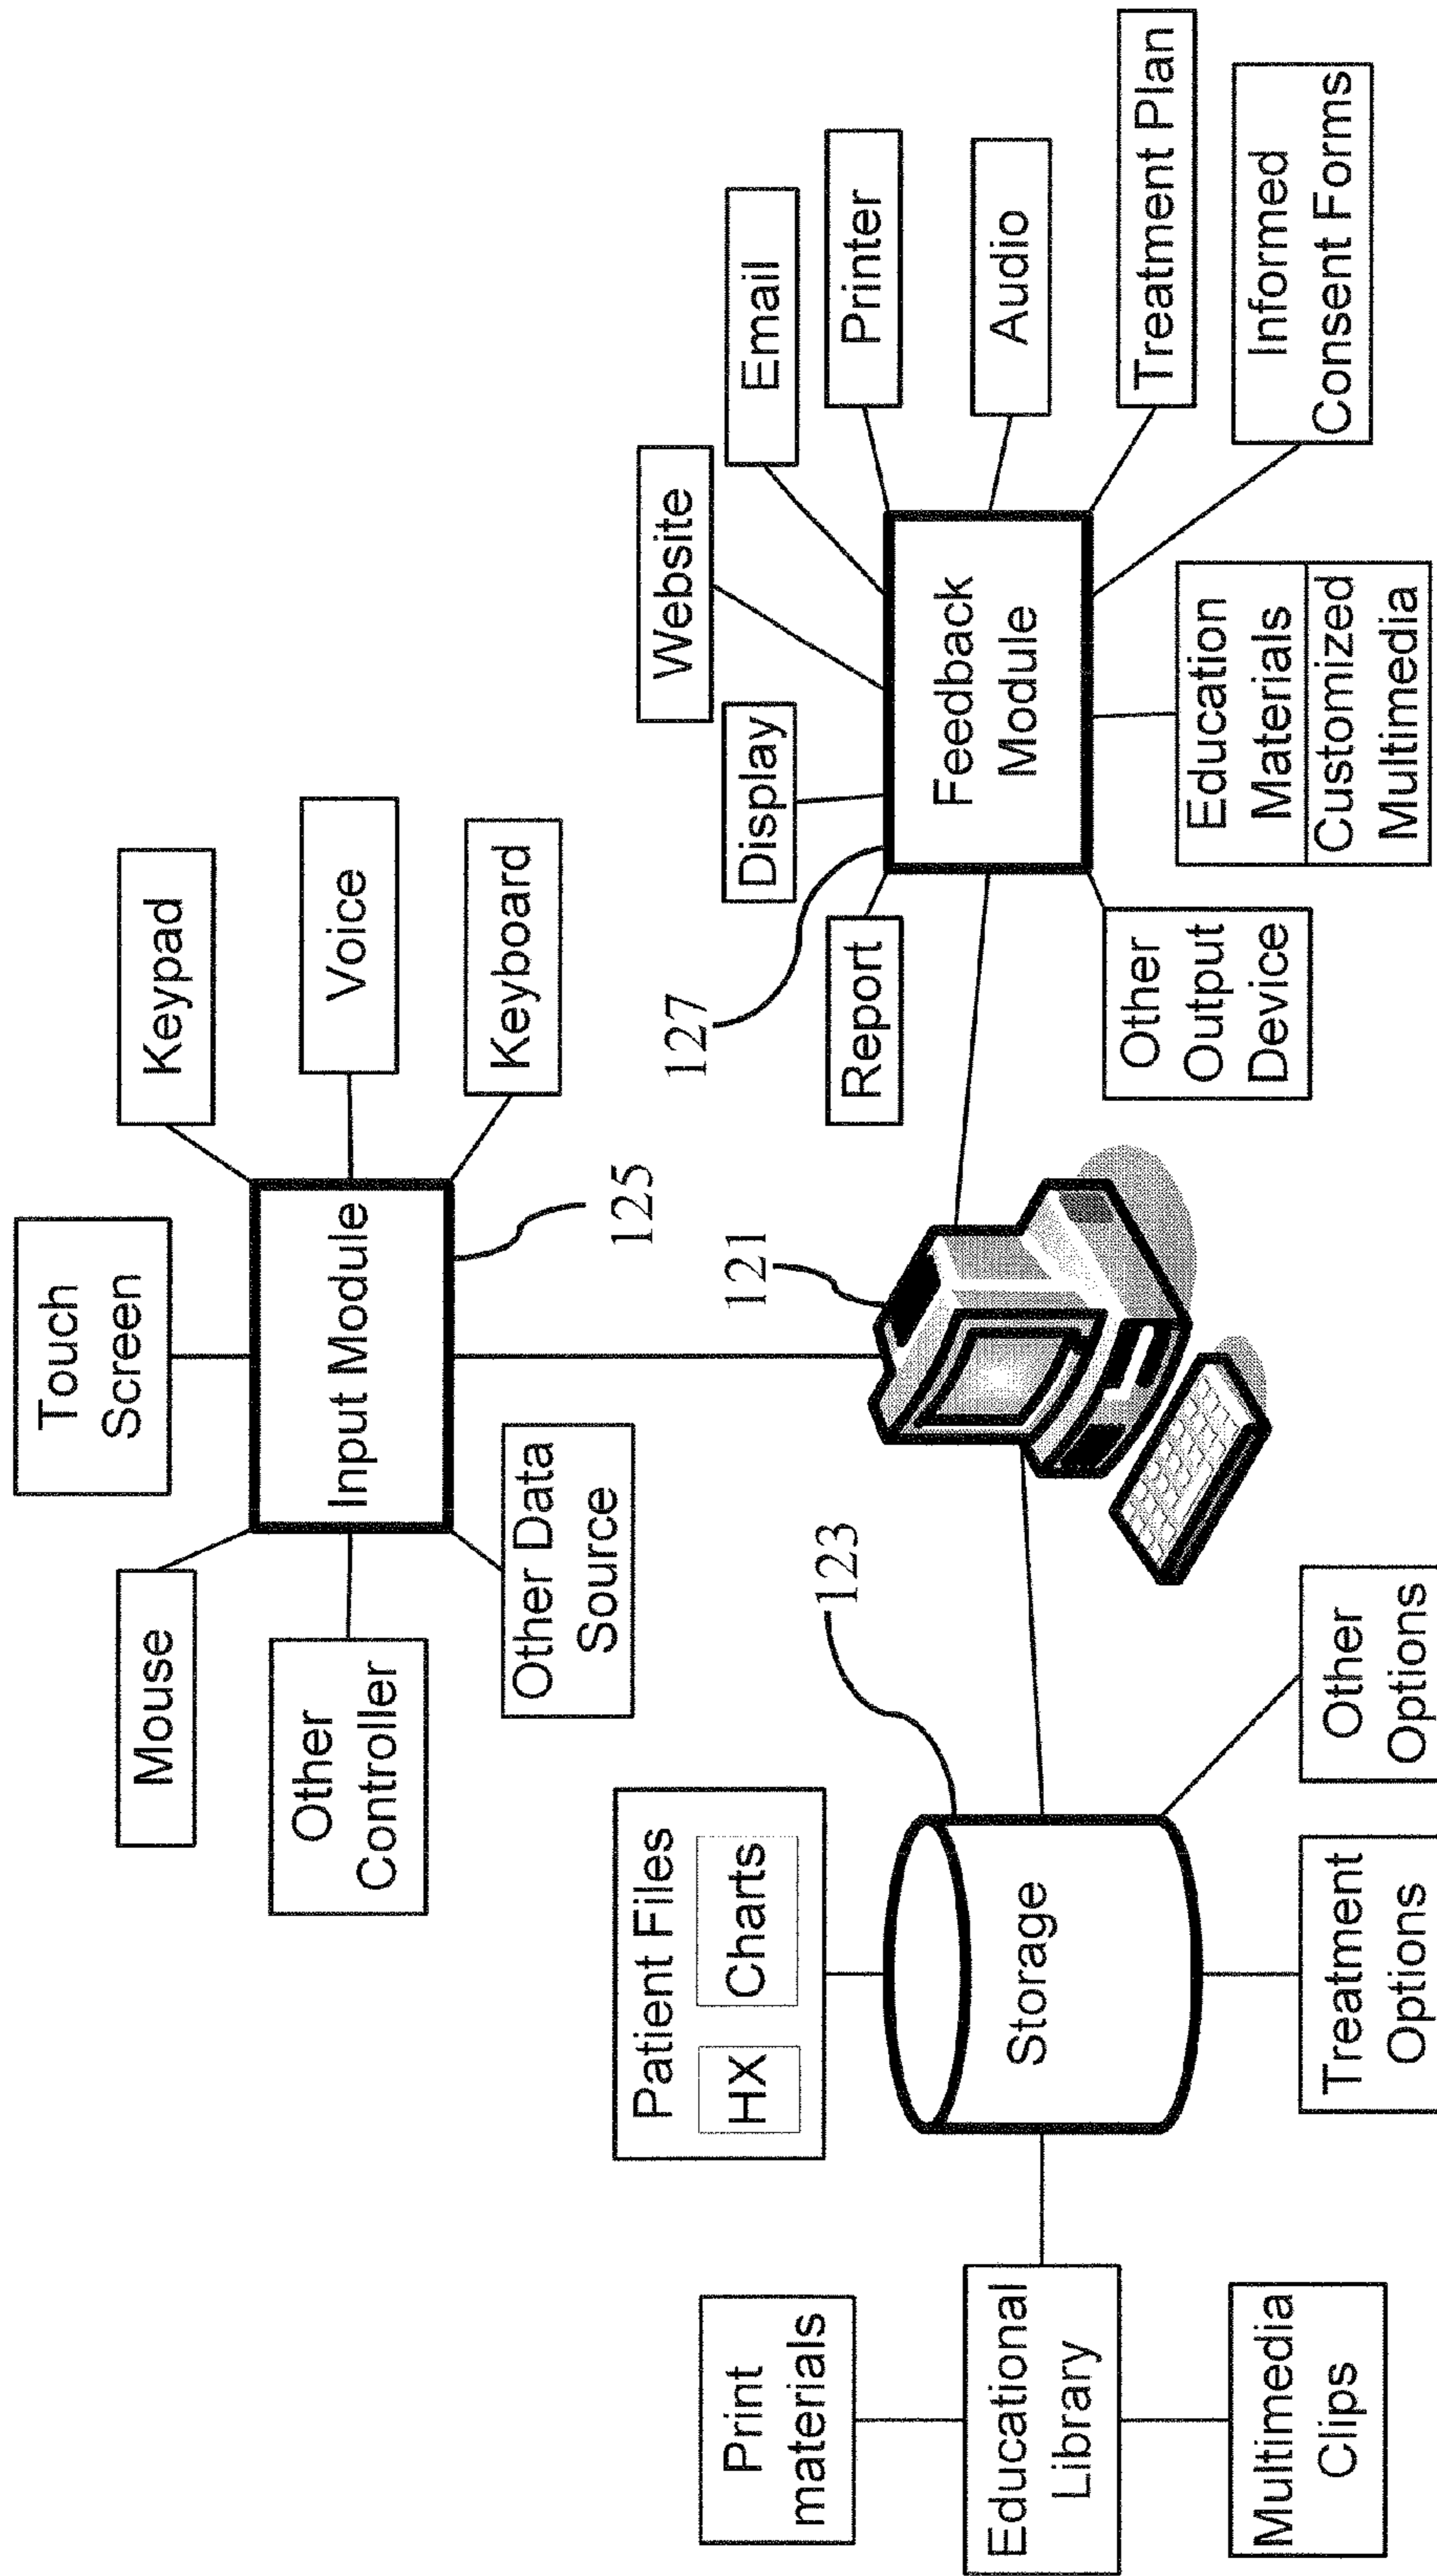 Touch
Screen
Mouse
Keypad
Other
Controller
Input Module
Voice
Other Data
Source
Keyboard
125
Patient Files
HX
Charts
123
121
127
Website
Display
Email
Report
Printer
Print
materials
Educational
Library
Multimedia
Clips
Storage
Treatment
Options
Other
Options
Feedback
Module
Audio
Other
Output
Device
Education
Materials
Customized
Multimedia
Treatment Plan
Informed
Consent Forms